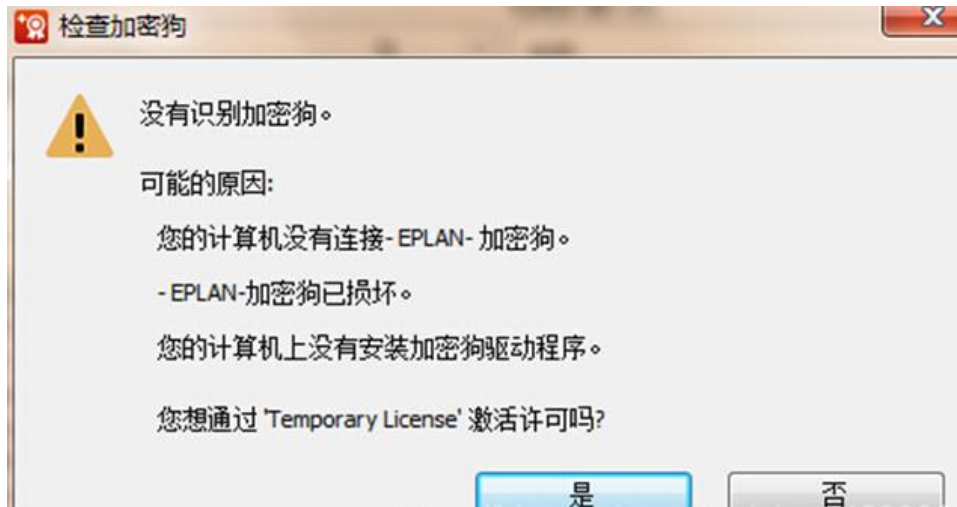 检查加密狗
没有识别加密狗。
可能的原因:
您的计算机没有连接- EPLAN- 加密狗。
- EPLAN-加密狗已损坏。
您的计算机上没有安装加密狗驱动程序。
您想通过 'Temporary License' 激活许可吗?
是
否